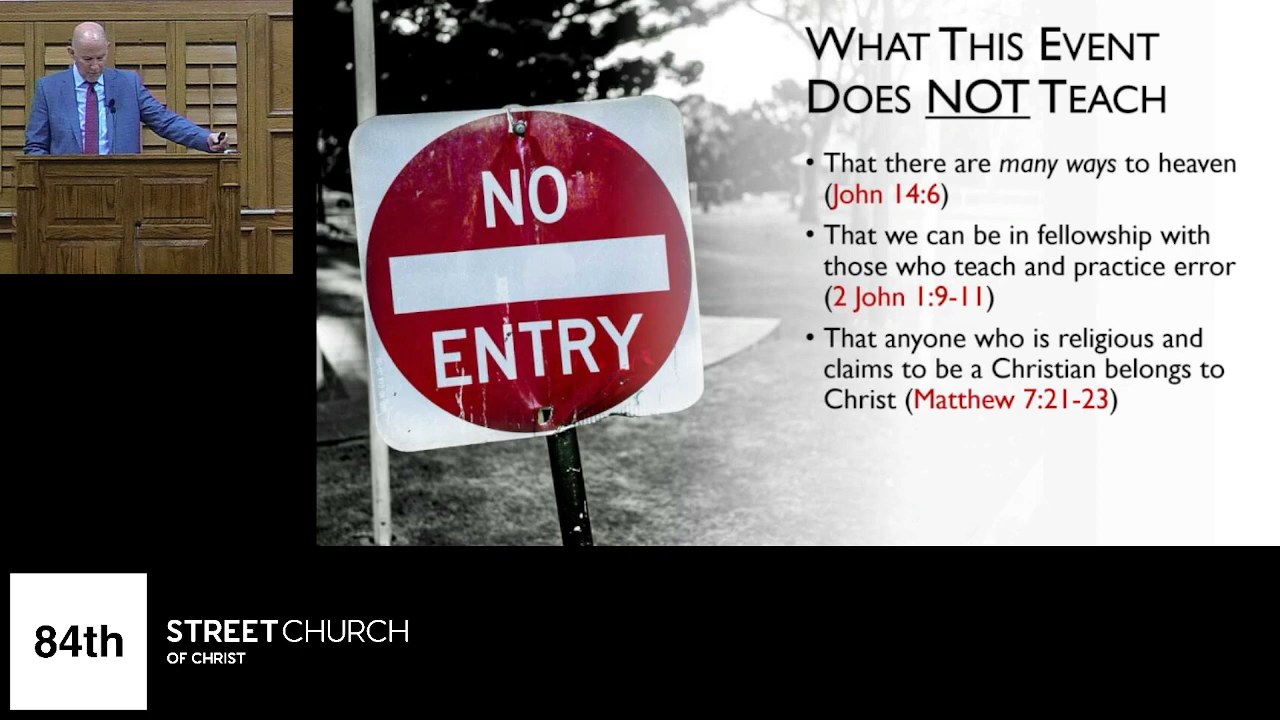 WHAT THIS EVENT
DOES NOT TEACH
• That there are many ways to heaven
(John 14:6)
• That we can be in fellowship with
those who teach and practice error
(2 John 1:9-11)
• That anyone who is religious and
claims to be a Christian belongs to
Christ (Matthew 7:21-23)
NO
ENTRY
84th
STREET CHURCH
OF CHRIST